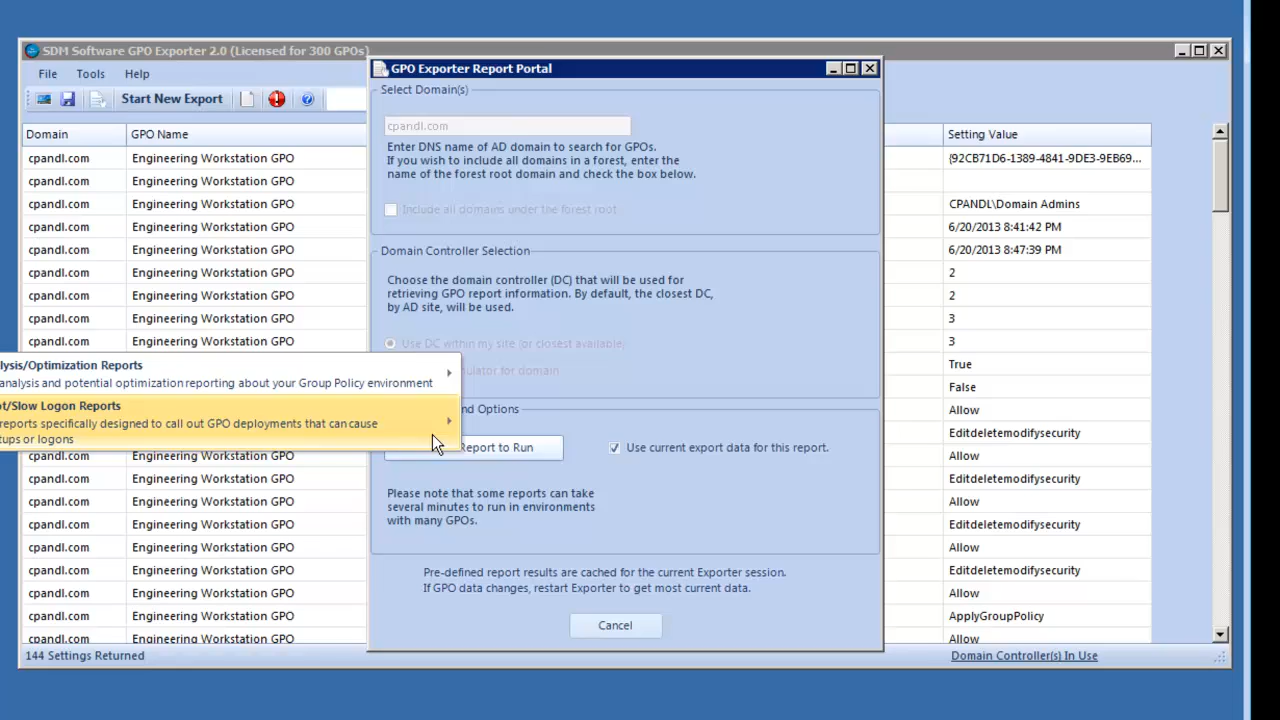 SDM Software GPO Exporter 2.0 (Licensed for 300 GPOs)
File Tools Help
Start New Export
Domain GPO Name Setting Value
cpandl.com Engineering Workstation GPO {92CB71D6-1389-4841-9DE3-9EB69...
cpandl.com Engineering Workstation GPO
cpandl.com Engineering Workstation GPO CPANDL\Domain Admins
cpandl.com Engineering Workstation GPO 6/20/2013 8:41:42 PM
cpandl.com Engineering Workstation GPO 6/20/2013 8:47:39 PM
cpandl.com Engineering Workstation GPO 2
cpandl.com Engineering Workstation GPO 2
cpandl.com Engineering Workstation GPO 3
cpandl.com Engineering Workstation GPO 3
True
False
Allow
Editdeletemodifysecurity
cpandl.com Engineering Workstation GPO Allow
cpandl.com Engineering Workstation GPO Editdeletemodifysecurity
cpandl.com Engineering Workstation GPO Allow
cpandl.com Engineering Workstation GPO Editdeletemodifysecurity
cpandl.com Engineering Workstation GPO Allow
cpandl.com Engineering Workstation GPO Editdeletemodifysecurity
cpandl.com Engineering Workstation GPO Allow
cpandl.com Engineering Workstation GPO ApplyGroupPolicy
cpandl.com Engineering Workstation GPO Allow
144 Settings Returned
Domain Controller(s) In Use
GPO Exporter Report Portal
Select Domain(s)
cpandl.com
Enter DNS name of AD domain to search for GPOs.
If you wish to include all domains in a forest, enter the
name of the forest root domain and check the box below.
Include all domains under the forest root
Domain Controller Selection
Choose the domain controller (DC) that will be used for
retrieving GPO report information. By default, the closest DC,
by AD site, will be used.
Use DC within my site (or closest available)
mulator for domain
nd Options
Report to Run
Use current export data for this report.
Please note that some reports can take
several minutes to run in environments
with many GPOs.
Pre-defined report results are cached for the current Exporter session.
If GPO data changes, restart Exporter to get most current data.
Cancel
lysis/Optimization Reports
analysis and potential optimization reporting about your Group Policy environment
ot/Slow Logon Reports
reports specifically designed to call out GPO deployments that can cause
tups or logons